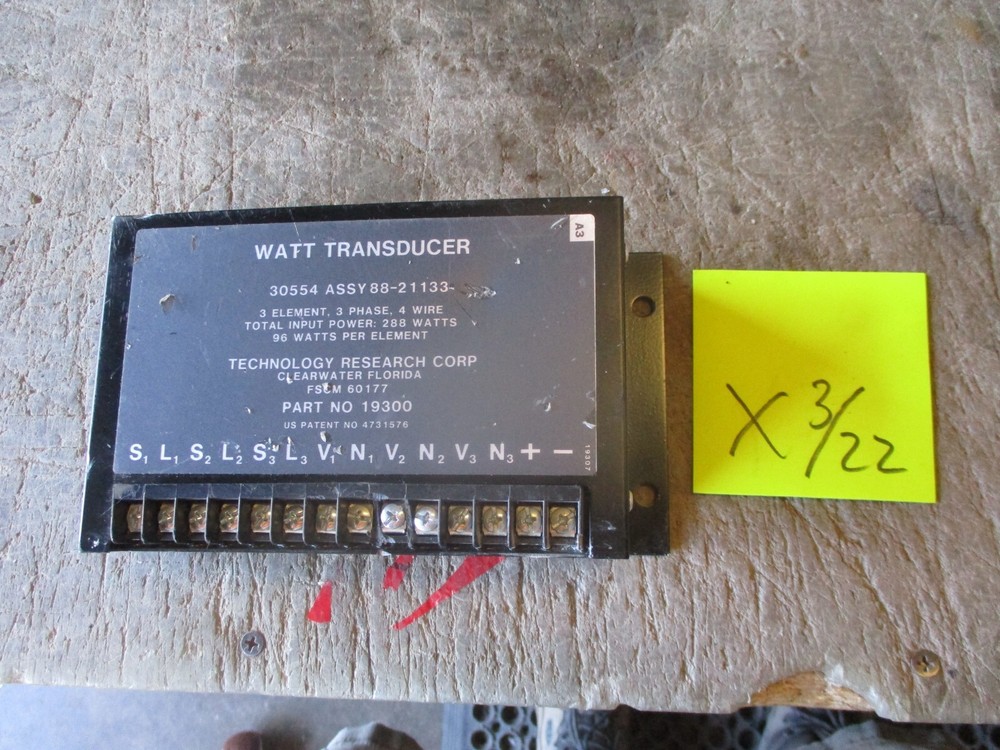 A3
WATT TRANSDUCER
30554 ASSY 88-21133-
3 ELEMENT, 3 PHASE, 4 WIRE
TOTAL INPUT POWER: 288 WATTS
96 WATTS PER ELEMENT
TECHNOLOGY RESEARCH CORP
CLEARWATER FLORIDA
FSCM 60177
PART NO 19300
US PATENT NO 4731576
S1 L1 S2 L2 S3 L3 V1 N1 V2 N2 V3 N3 + −
19307
X 3/22